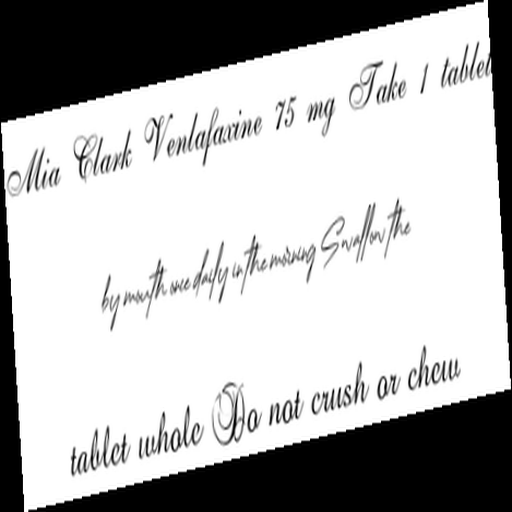 Mia Clark Venlafaxine 75 mg Take 1 tablet
by mouth once daily in the morning Swallow the
tablet whole Do not crush or chew